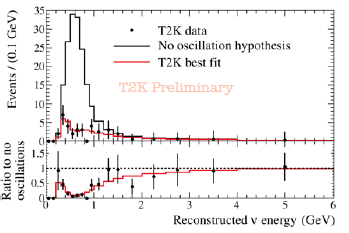 35
30
25
20
15
10
5
0
Events / (0.1 GeV)
T2K data
No oscillation hypothesis
T2K best fit
T2K Preliminary
1.5
1
0.5
0
Ratio to no
oscillations
0 1 2 3 4 5 6
Reconstructed ν energy (GeV)